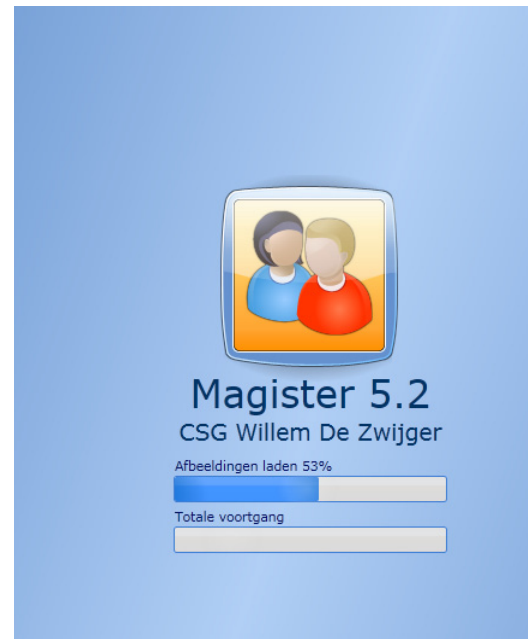 Magister 5.2
CSG Willem De Zwijger
Afbeeldingen laden 53%
Totale voortgang